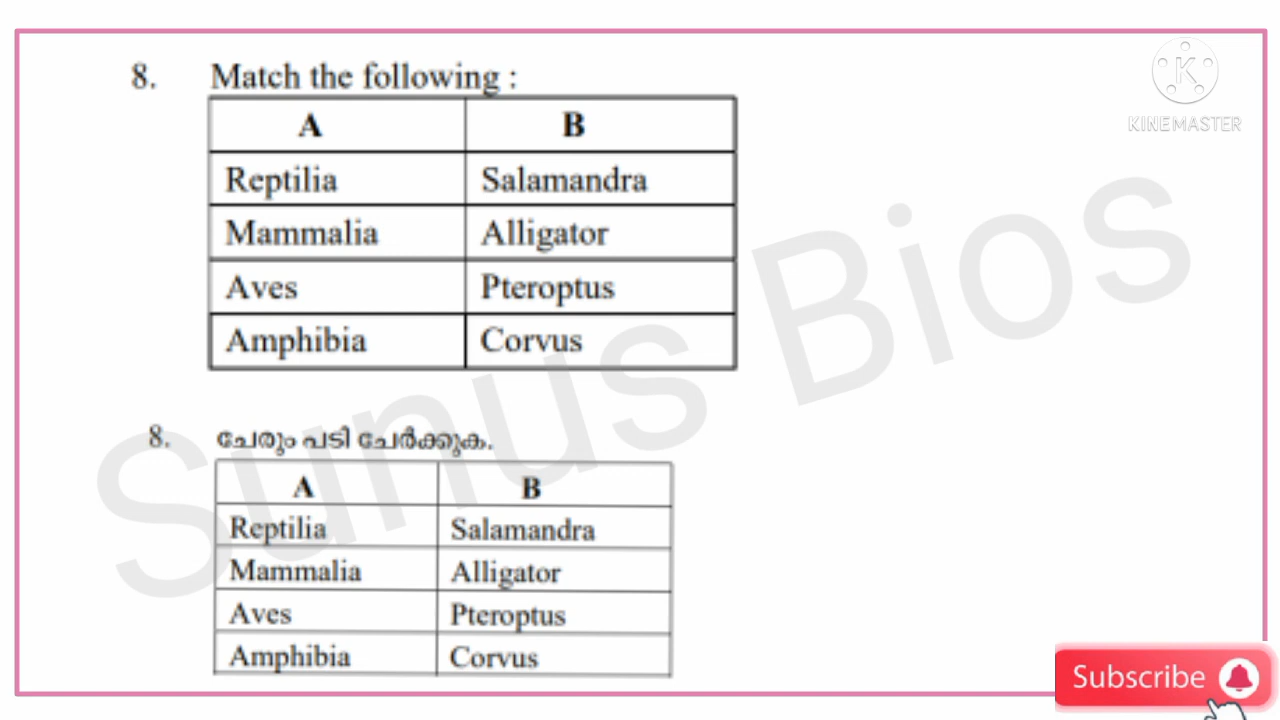 8. Match the following :
A B
Reptilia Salamandra
Mammalia Alligator
Aves Pteroptus
Amphibia Corvus
8. ചേരും പടി ചേർക്കുക.
A B
Reptilia Salamandra
Mammalia Alligator
Aves Pteroptus
Amphibia Corvus
Sunus Bios
K
KINEMASTER
Subscribe